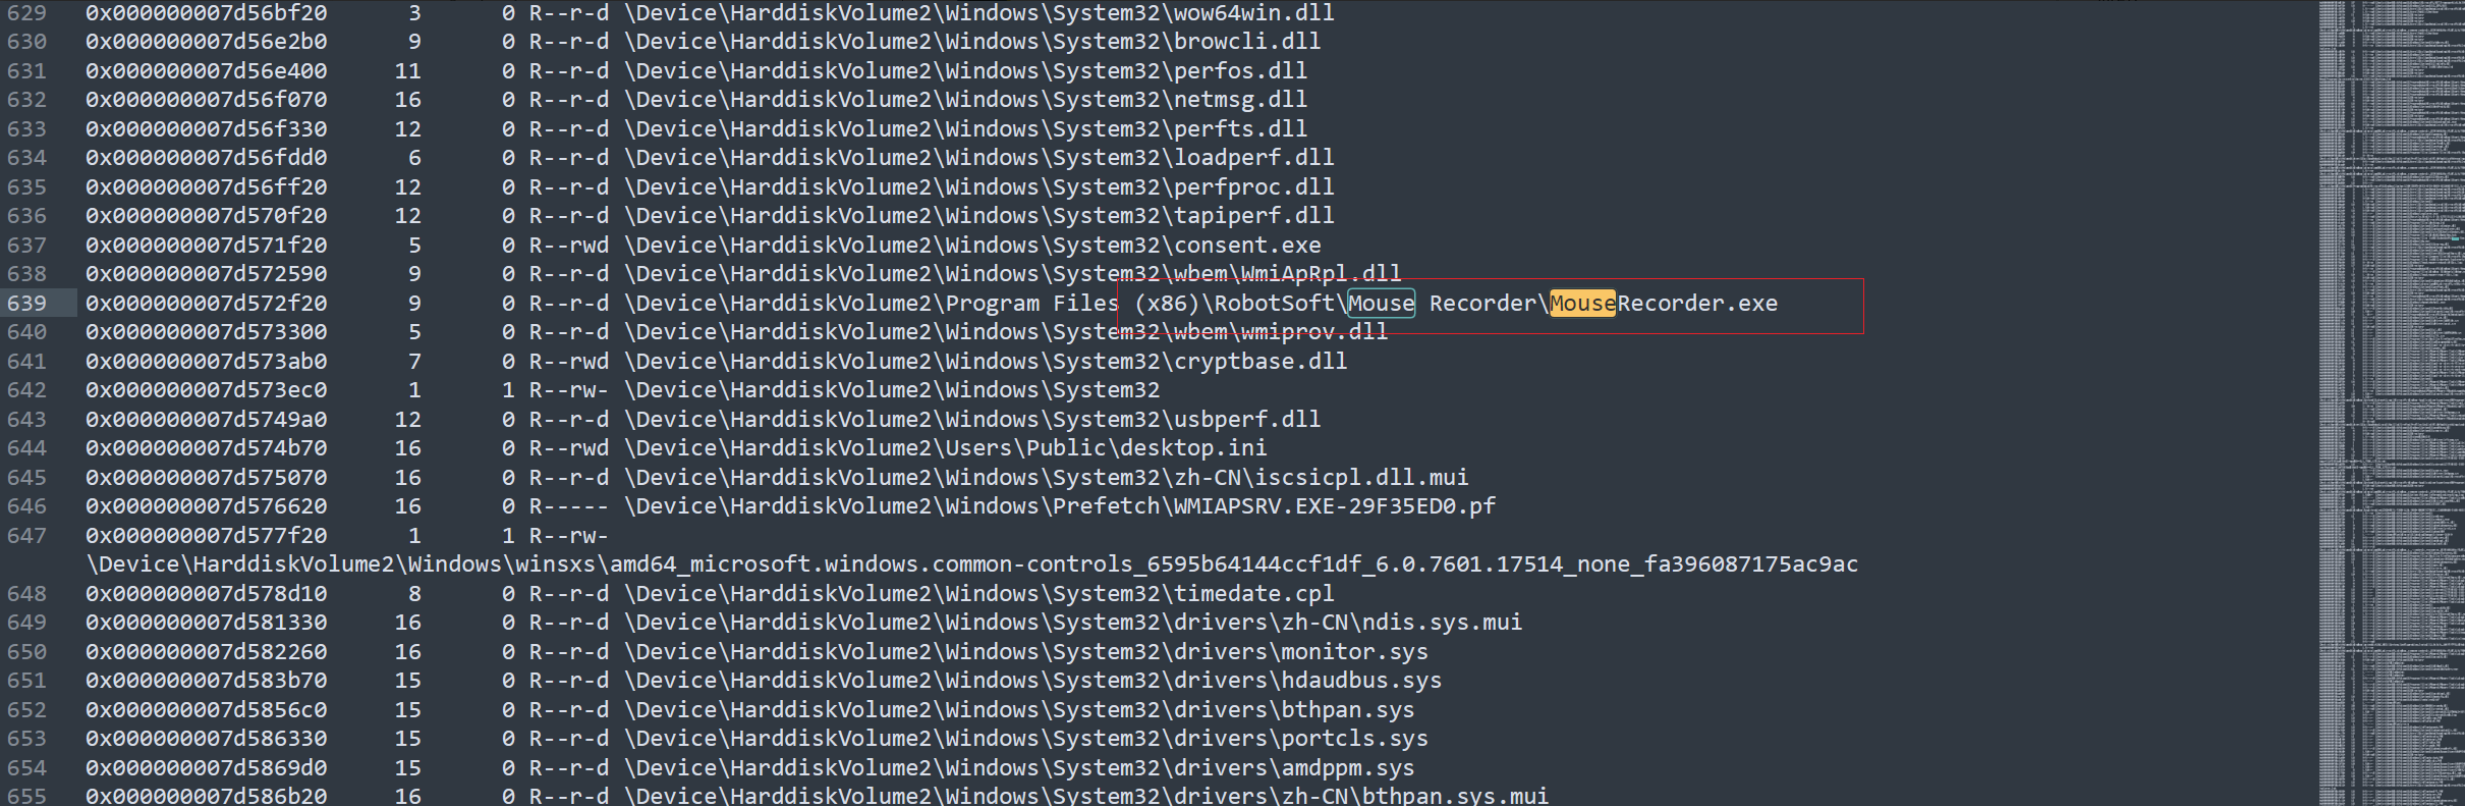 629 0x000000007d56bf20 3 0 R--r-d \Device\HarddiskVolume2\Windows\System32\wow64win.dll
630 0x000000007d56e2b0 9 0 R--r-d \Device\HarddiskVolume2\Windows\System32\browcli.dll
631 0x000000007d56e400 11 0 R--r-d \Device\HarddiskVolume2\Windows\System32\perfos.dll
632 0x000000007d56f070 16 0 R--r-d \Device\HarddiskVolume2\Windows\System32\netmsg.dll
633 0x000000007d56f330 12 0 R--r-d \Device\HarddiskVolume2\Windows\System32\perfts.dll
634 0x000000007d56fdd0 6 0 R--r-d \Device\HarddiskVolume2\Windows\System32\loadperf.dll
635 0x000000007d56ff20 12 0 R--r-d \Device\HarddiskVolume2\Windows\System32\perfproc.dll
636 0x000000007d570f20 12 0 R--r-d \Device\HarddiskVolume2\Windows\System32\tapiperf.dll
637 0x000000007d571f20 5 0 R--rwd \Device\HarddiskVolume2\Windows\System32\consent.exe
638 0x000000007d572590 9 0 R--r-d \Device\HarddiskVolume2\Windows\System32\wbem\WmiApRpl.dll
639 0x000000007d572f20 9 0 R--r-d \Device\HarddiskVolume2\Program Files (x86)\RobotSoft\Mouse Recorder\MouseRecorder.exe
640 0x000000007d573300 5 0 R--r-d \Device\HarddiskVolume2\Windows\System32\wbem\wmiprov.dll
641 0x000000007d573ab0 7 0 R--rwd \Device\HarddiskVolume2\Windows\System32\cryptbase.dll
642 0x000000007d573ec0 1 1 R--rw- \Device\HarddiskVolume2\Windows\System32
643 0x000000007d5749a0 12 0 R--r-d \Device\HarddiskVolume2\Windows\System32\usbperf.dll
644 0x000000007d574b70 16 0 R--rwd \Device\HarddiskVolume2\Users\Public\desktop.ini
645 0x000000007d575070 16 0 R--r-d \Device\HarddiskVolume2\Windows\System32\zh-CN\iscsicpl.dll.mui
646 0x000000007d576620 16 0 R----- \Device\HarddiskVolume2\Windows\Prefetch\WMIAPSRV.EXE-29F35ED0.pf
647 0x000000007d577f20 1 1 R--rw-
\Device\HarddiskVolume2\Windows\winsxs\amd64_microsoft.windows.common-controls_6595b64144ccf1df_6.0.7601.17514_none_fa396087175ac9ac
648 0x000000007d578d10 8 0 R--r-d \Device\HarddiskVolume2\Windows\System32\timedate.cpl
649 0x000000007d581330 16 0 R--r-d \Device\HarddiskVolume2\Windows\System32\drivers\zh-CN\ndis.sys.mui
650 0x000000007d582260 16 0 R--r-d \Device\HarddiskVolume2\Windows\System32\drivers\monitor.sys
651 0x000000007d583b70 15 0 R--r-d \Device\HarddiskVolume2\Windows\System32\drivers\hdaudbus.sys
652 0x000000007d5856c0 15 0 R--r-d \Device\HarddiskVolume2\Windows\System32\drivers\bthpan.sys
653 0x000000007d586330 15 0 R--r-d \Device\HarddiskVolume2\Windows\System32\drivers\portcls.sys
654 0x000000007d5869d0 15 0 R--r-d \Device\HarddiskVolume2\Windows\System32\drivers\amdppm.sys
655 0x000000007d586b20 16 0 R--r-d \Device\HarddiskVolume2\Windows\System32\drivers\zh-CN\bthpan.sys.mui